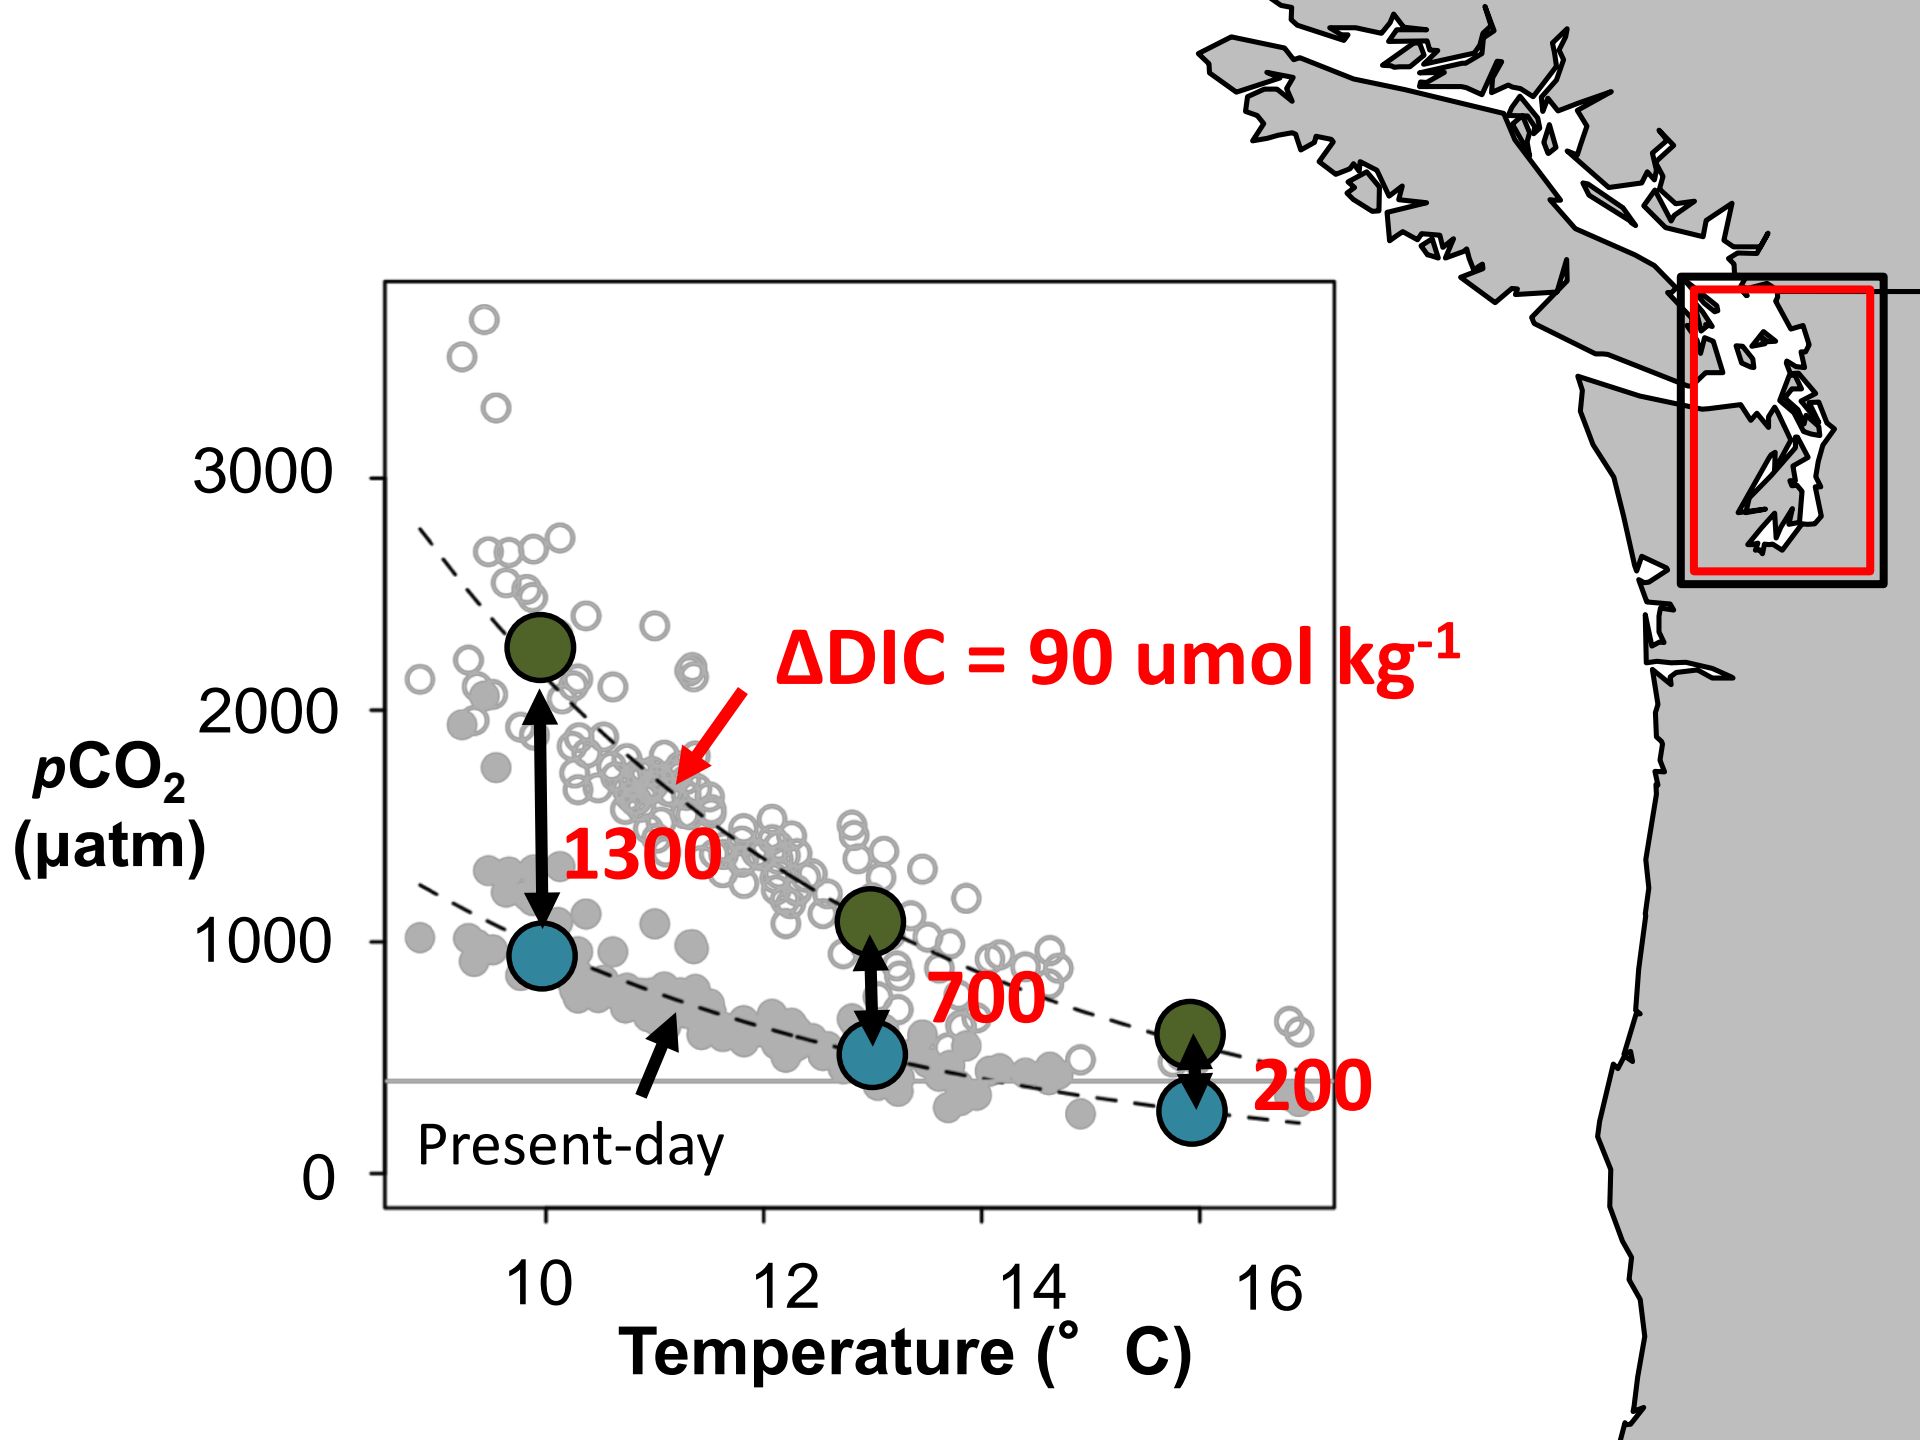 3000
2000
1000
0
pCO2
(µatm)
ΔDIC = 90 umol kg-1
1300
700
200
Present-day
10 12 14 16
Temperature (° C)